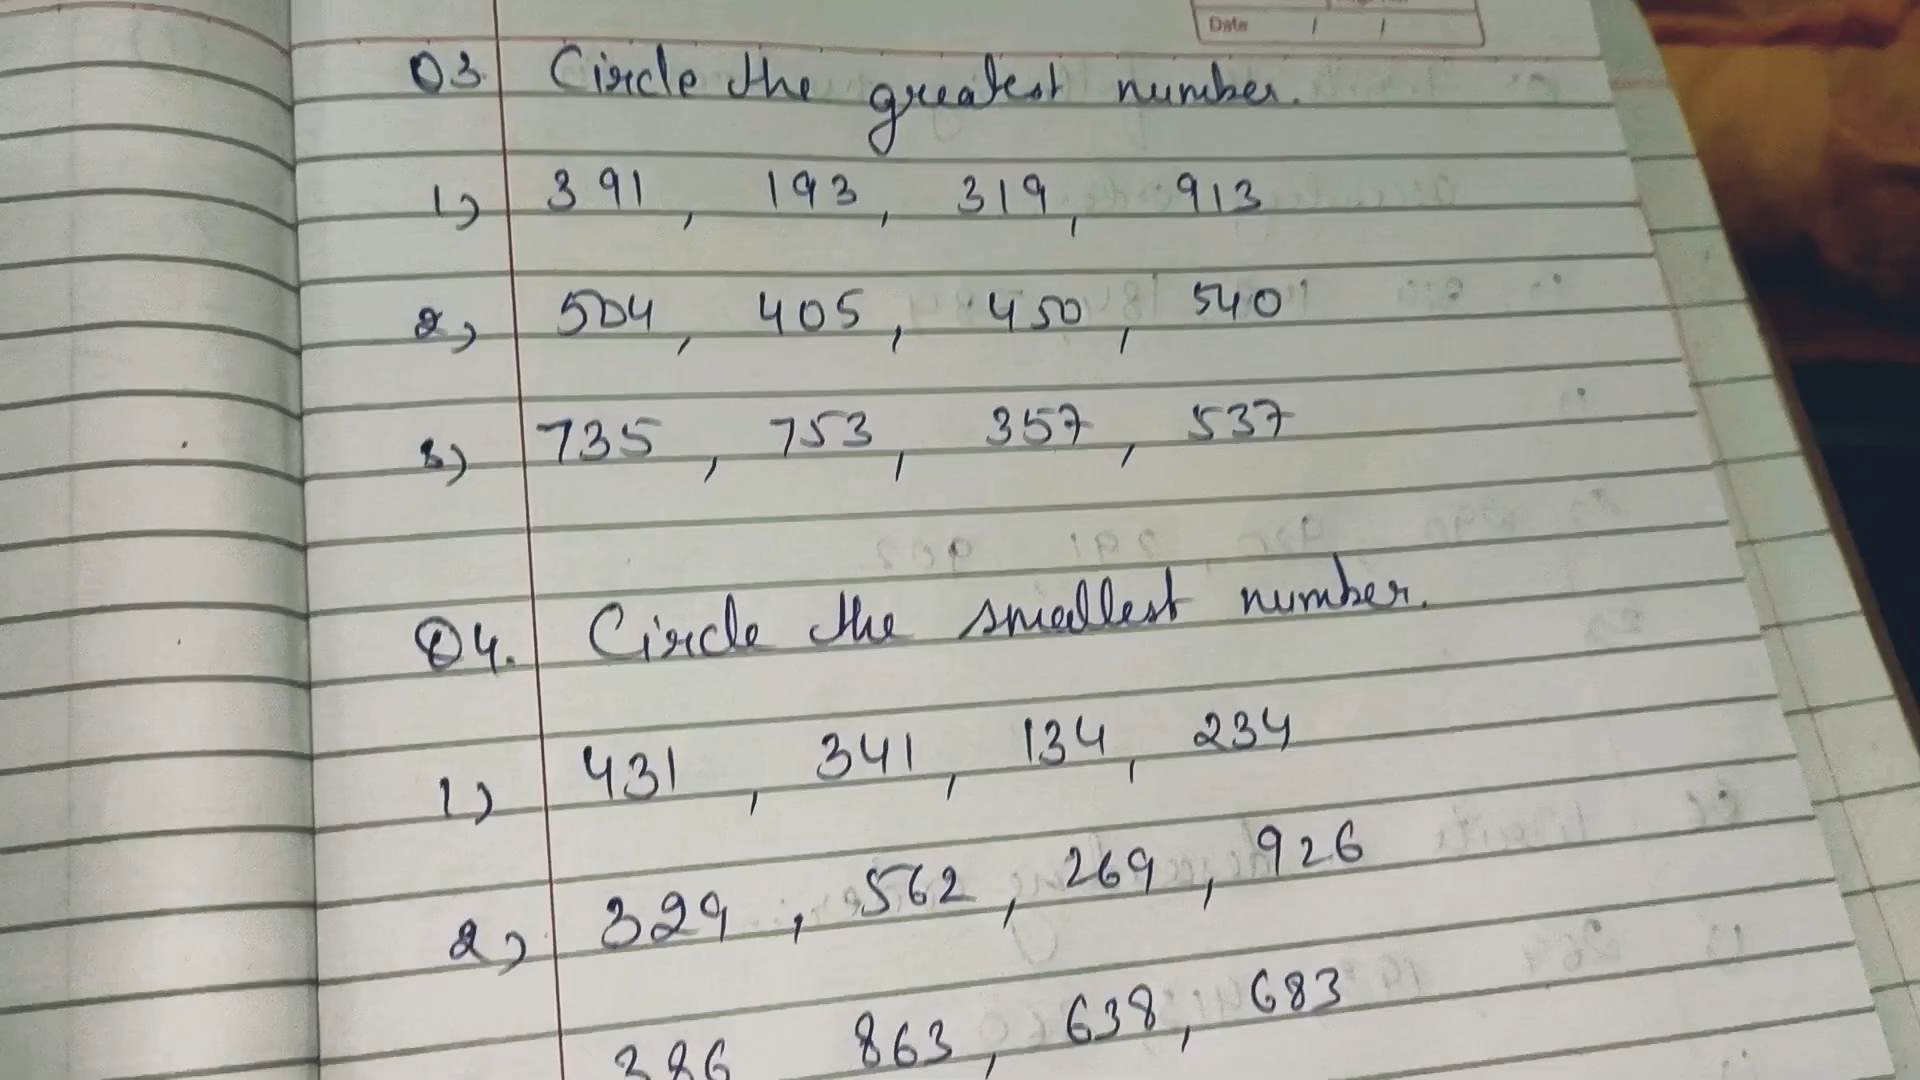 Date / /
Q3. Circle the greatest number.
1) 391, 193, 319, 913
2) 504, 405, 450, 540
3) 735, 753, 357, 537
Q4. Circle the smallest number.
1) 431, 341, 134, 234
2) 329, 562, 269, 926
386 863, 638, 683